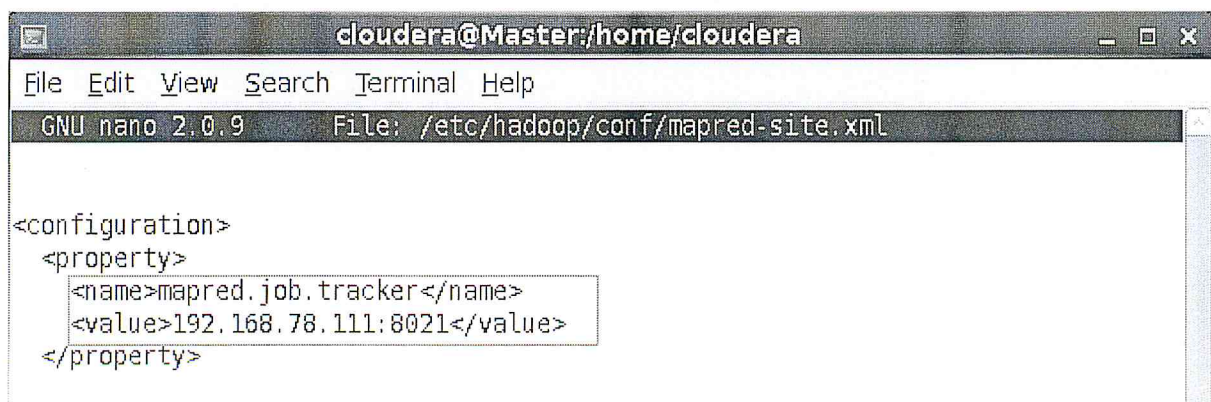 cloudera@Master:/home/cloudera
File Edit View Search Terminal Help
GNU nano 2.0.9 File: /etc/hadoop/conf/mapred-site.xml
<configuration>
<property>
<name>mapred.job.tracker</name>
<value>192.168.78.111:8021</value>
</property>